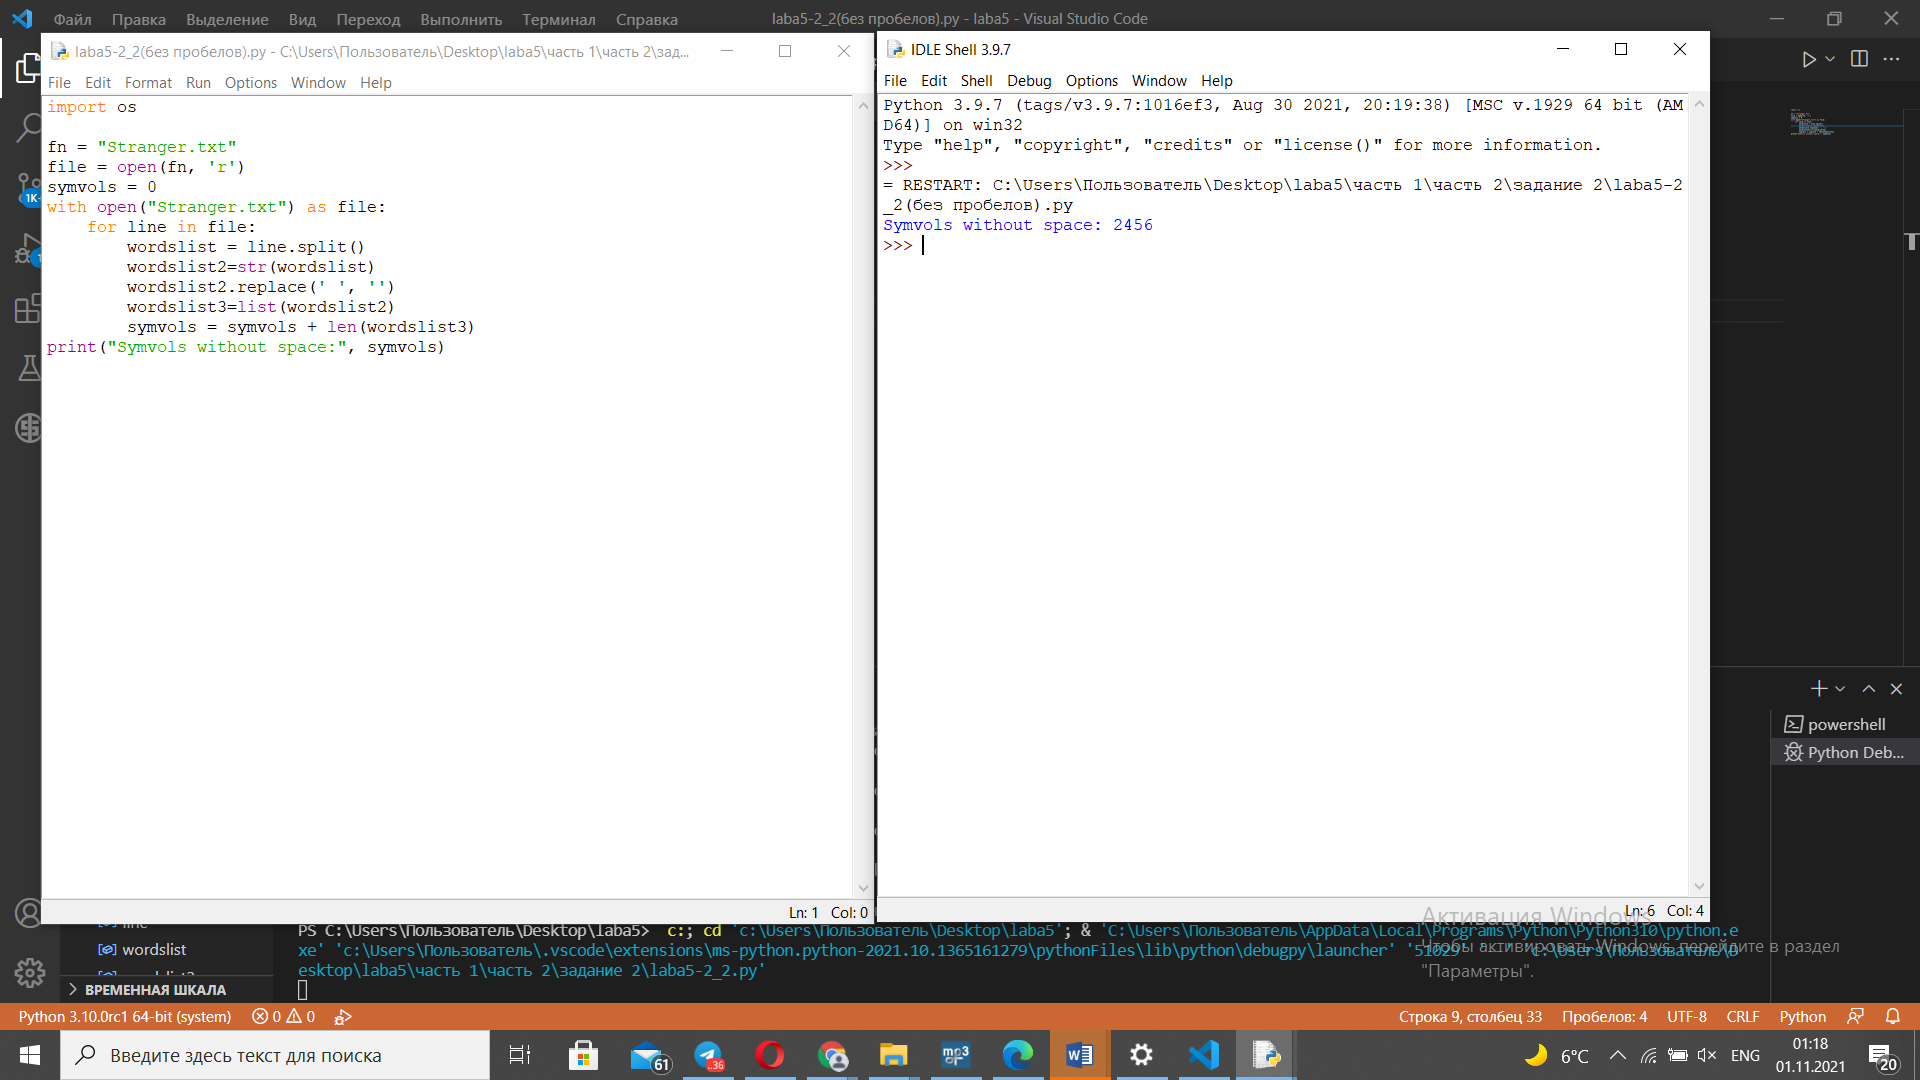 Файл Правка Выделение Вид Переход Выполнить Терминал Справка
laba5-2_2(без пробелов).py - laba5 - Visual Studio Code
laba5-2_2(без пробелов).py - C:\Users\Пользователь\Desktop\laba5\часть 1\часть 2\зад...
File Edit Format Run Options Window Help
import os
fn = "Stranger.txt"
file = open(fn, 'r')
symvols = 0
with open("Stranger.txt") as file:
for line in file:
wordslist = line.split()
wordslist2=str(wordslist)
wordslist2.replace(' ', '')
wordslist3=list(wordslist2)
symvols = symvols + len(wordslist3)
print("Symvols without space:", symvols)
Ln: 1 Col: 0
IDLE Shell 3.9.7
File Edit Shell Debug Options Window Help
Python 3.9.7 (tags/v3.9.7:1016ef3, Aug 30 2021, 20:19:38) [MSC v.1929 64 bit (AM
D64)] on win32
Type "help", "copyright", "credits" or "license()" for more information.
>>>
= RESTART: C:\Users\Пользователь\Desktop\laba5\часть 1\часть 2\задание 2\laba5-2
_2(без пробелов).py
Symvols without space: 2456
>>>
Ln: 6 Col: 4
1K
powershell
Python Deb...
line
wordslist
ВРЕМЕННАЯ ШКАЛА
PS C:\Users\Пользователь\Desktop\laba5> c:; cd 'c:\Users\Пользователь\Desktop\laba5'; & 'C:\Users\Пользователь\AppData\Local\Programs\Python\Python310\python.e
xe' 'c:\Users\Пользователь\.vscode\extensions\ms-python.python-2021.10.1365161279\pythonFiles\lib\python\debugpy\launcher' '51029' '--' 'c:\Users\Пользователь\D
esktop\laba5\часть 1\часть 2\задание 2\laba5-2_2.py'
Активация Windows
Чтобы активировать Windows, перейдите в раздел
"Параметры".
Python 3.10.0rc1 64-bit (system) 0 0
Строка 9, столбец 33 Пробелов: 4 UTF-8 CRLF Python
Введите здесь текст для поиска
61
..36
mp3
6°C
ENG
01:18
01.11.2021
20